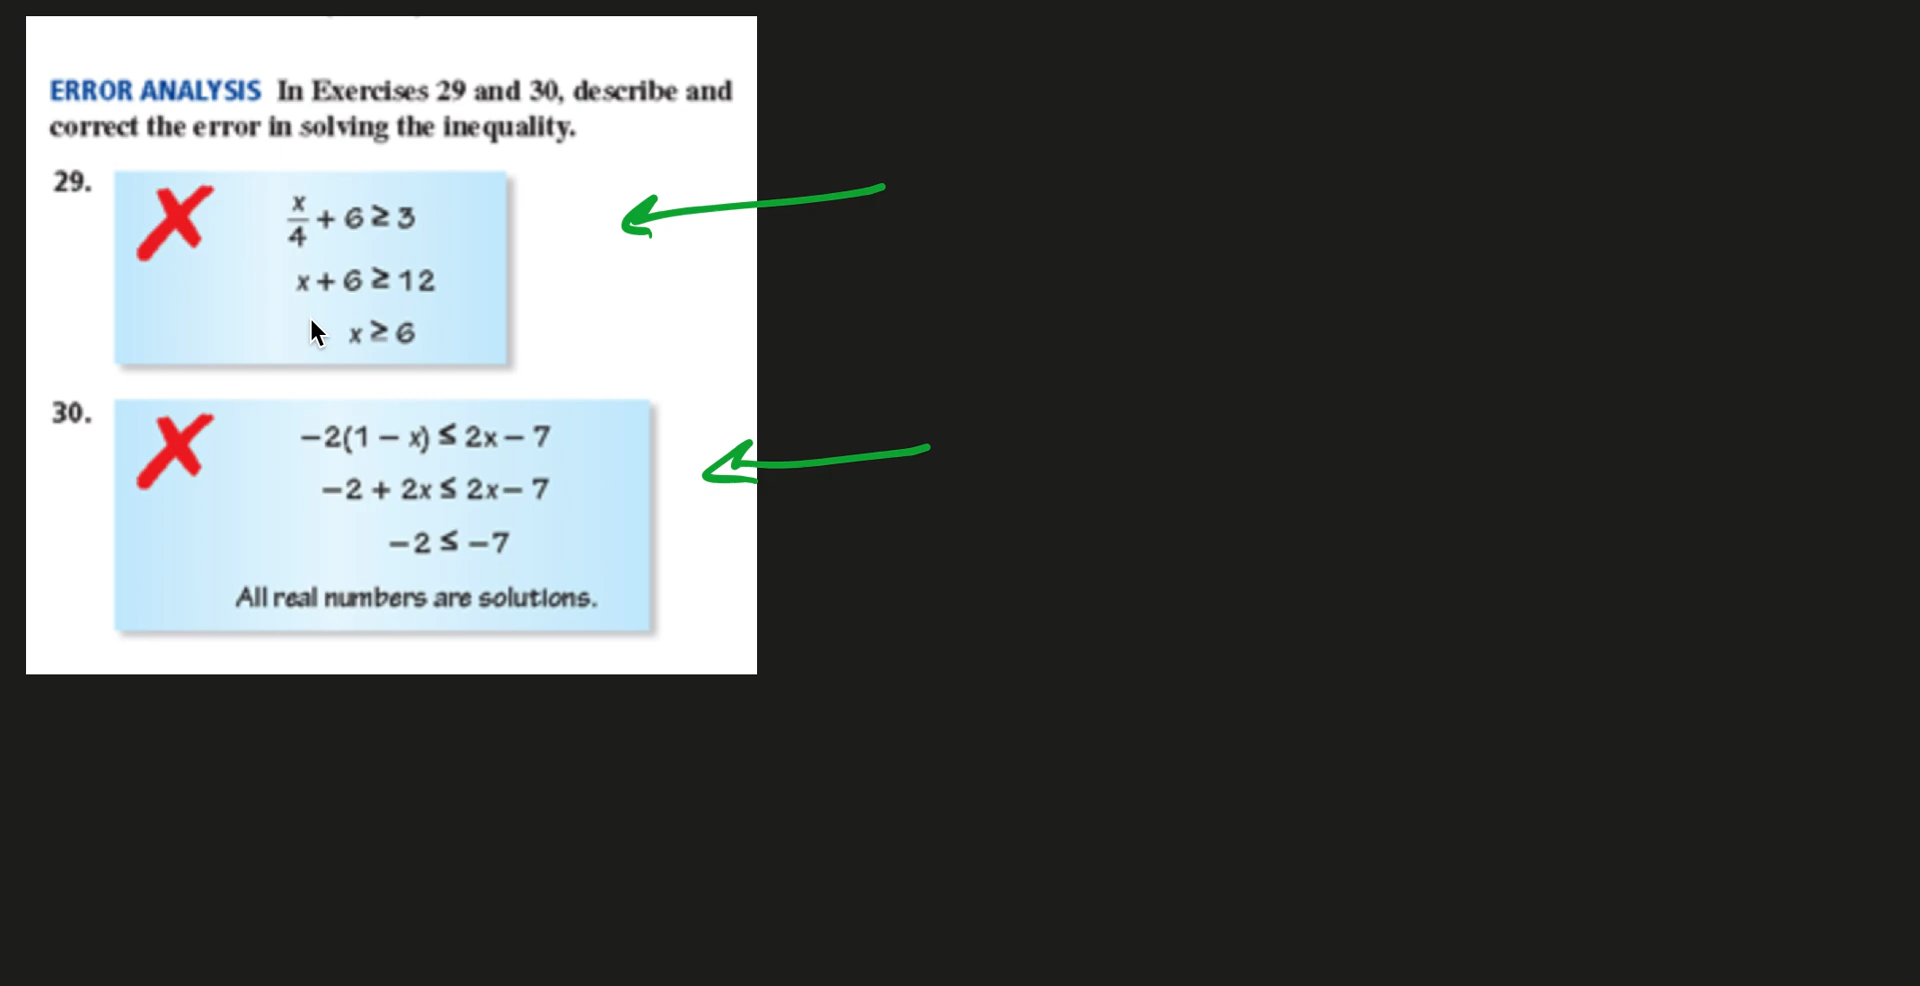 ERROR ANALYSIS In Exercises 29 and 30, describe and
correct the error in solving the inequality.
29.
x/4 + 6 ≥ 3
x + 6 ≥ 12
x ≥ 6
30.
−2(1 − x) ≤ 2x − 7
−2 + 2x ≤ 2x − 7
−2 ≤ −7
All real numbers are solutions.